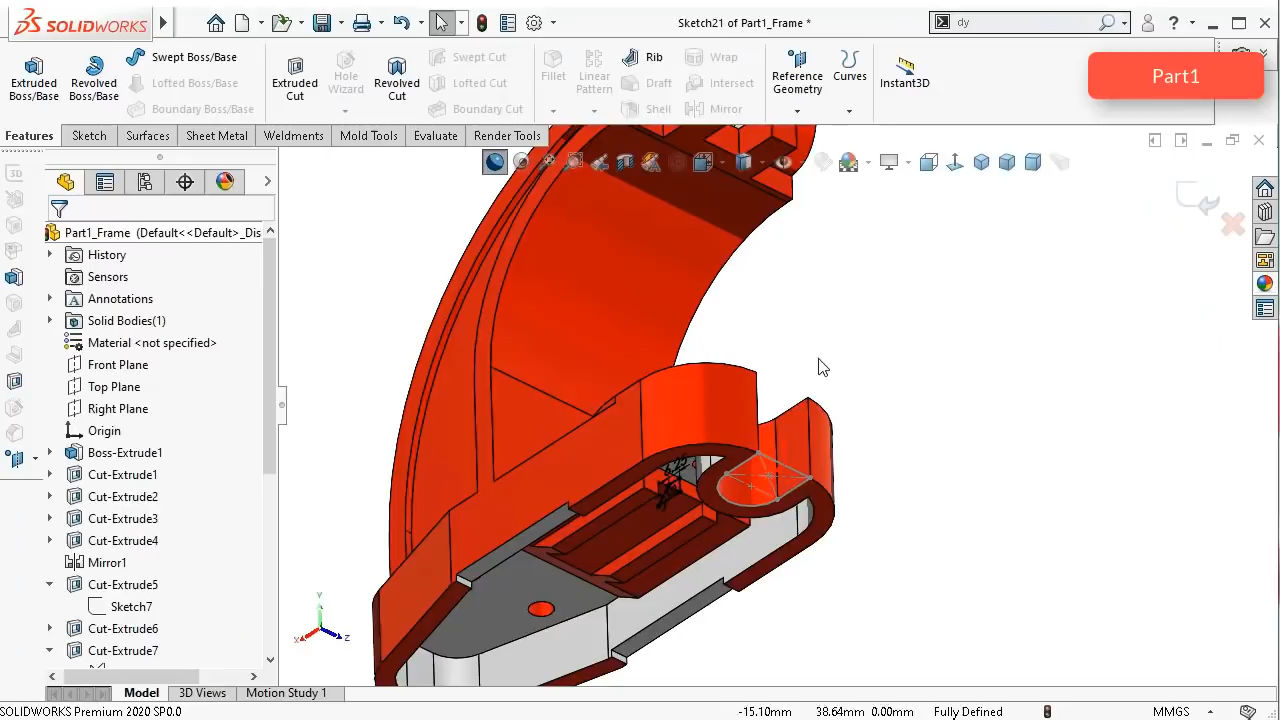 SOLIDWORKS
Sketch21 of Part1_Frame *
dy
Extruded Boss/Base
Revolved Boss/Base
Swept Boss/Base
Lofted Boss/Base
Boundary Boss/Base
Extruded Cut
Hole Wizard
Revolved Cut
Swept Cut
Lofted Cut
Boundary Cut
Fillet
Linear Pattern
Rib
Draft
Shell
Wrap
Intersect
Mirror
Reference Geometry
Curves
Instant3D
Part1
Features
Sketch
Surfaces
Sheet Metal
Weldments
Mold Tools
Evaluate
Render Tools
Part1_Frame (Default<<Default>_Dis
History
Sensors
Annotations
Solid Bodies(1)
Material <not specified>
Front Plane
Top Plane
Right Plane
Origin
Boss-Extrude1
Cut-Extrude1
Cut-Extrude2
Cut-Extrude3
Cut-Extrude4
Mirror1
Cut-Extrude5
Sketch7
Cut-Extrude6
Cut-Extrude7
Y
X
Z
Model
3D Views
Motion Study 1
SOLIDWORKS Premium 2020 SP0.0
-15.10mm
38.64mm 0.00mm
Fully Defined
MMGS